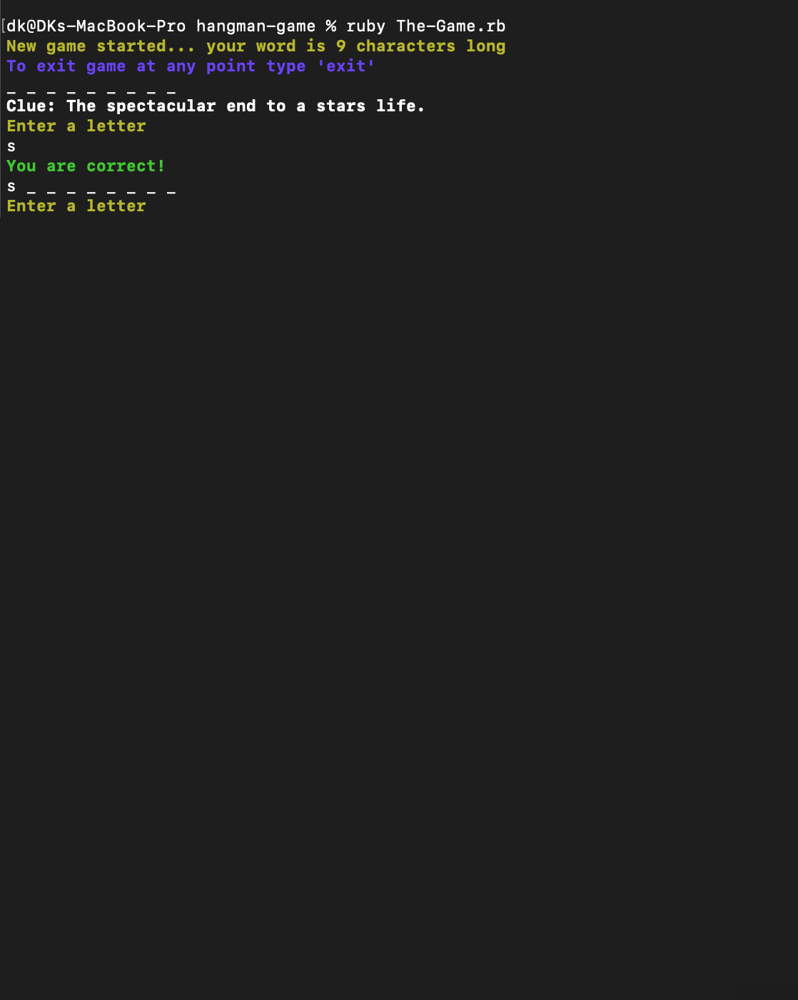 [dk@DKs-MacBook-Pro hangman-game % ruby The-Game.rb
New game started... your word is 9 characters long
To exit game at any point type 'exit'
_ _ _ _ _ _ _ _ _
Clue: The spectacular end to a stars life.
Enter a letter
s
You are correct!
s _ _ _ _ _ _ _ _
Enter a letter